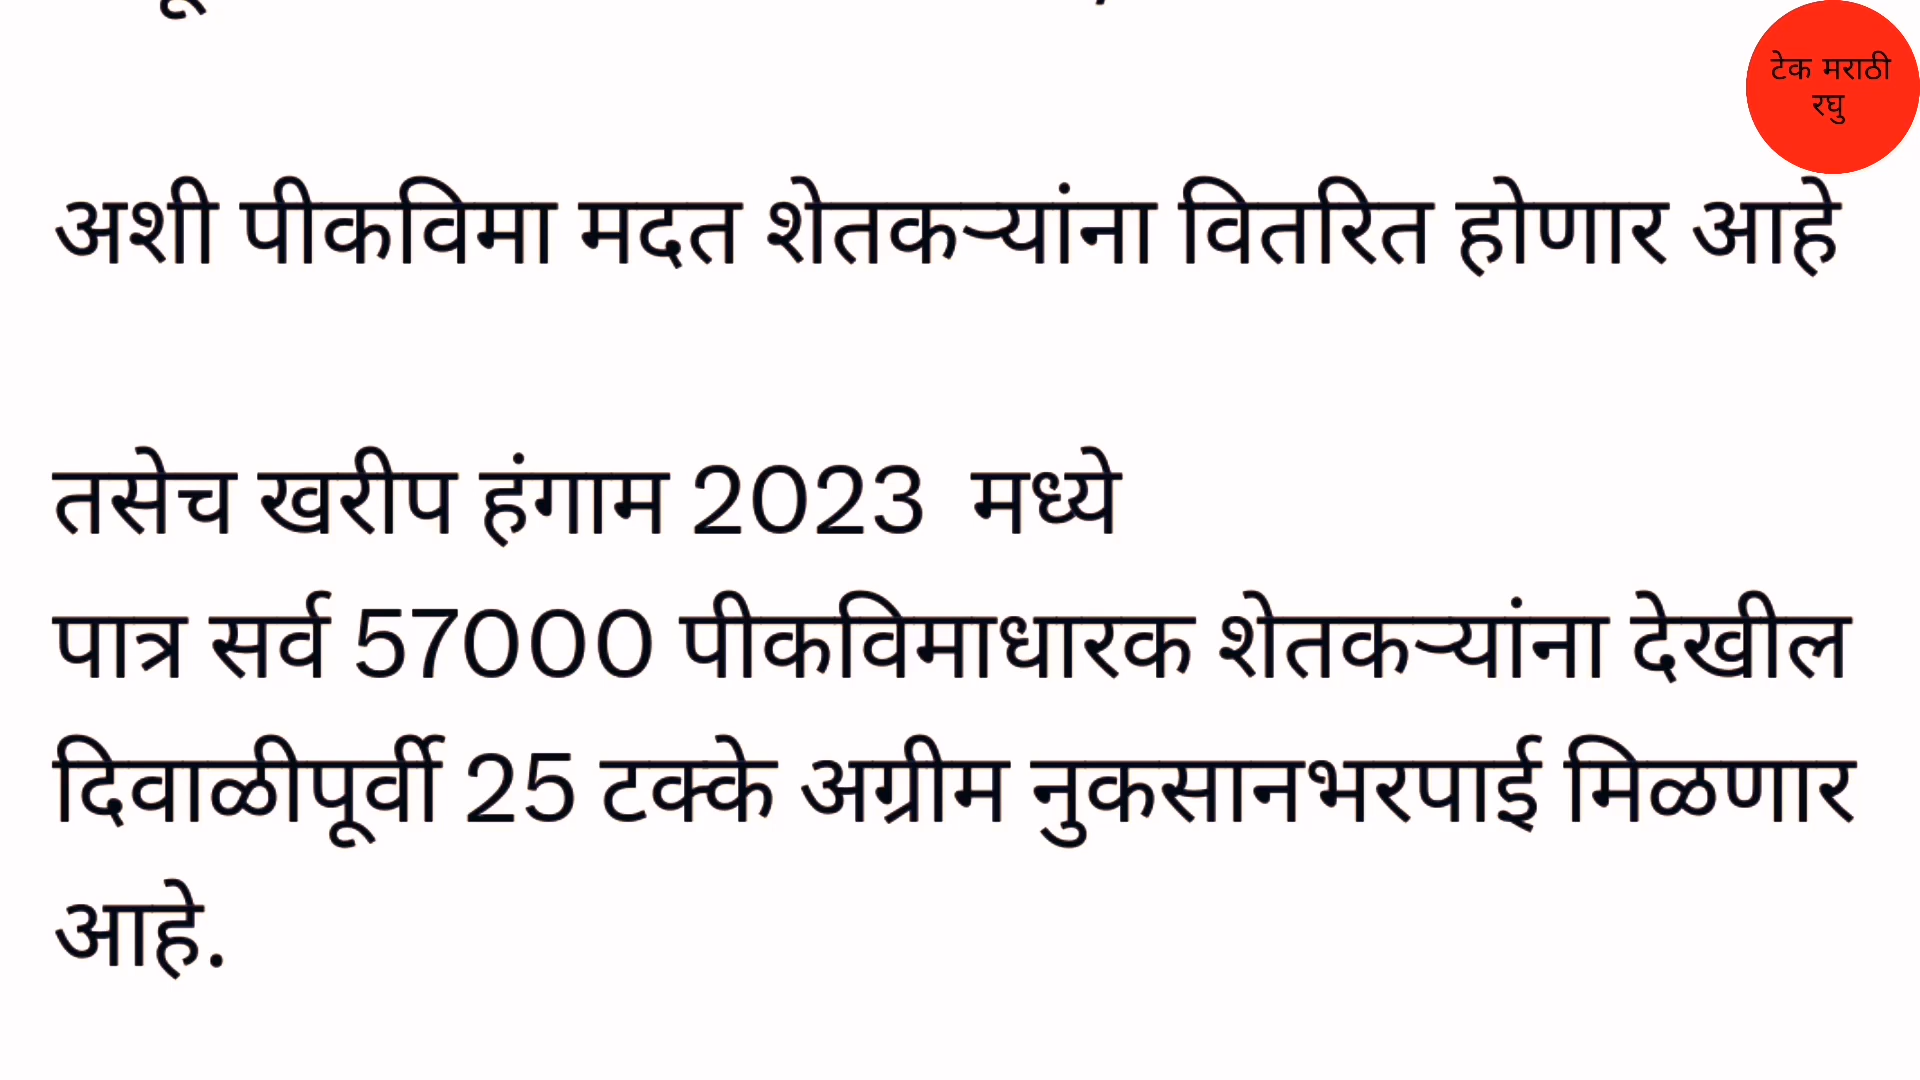 टेक मराठी
रघु
अशी पीकविमा मदत शेतकऱ्यांना वितरित होणार आहे
तसेच खरीप हंगाम 2023 मध्ये
पात्र सर्व 57000 पीकविमाधारक शेतकऱ्यांना देखील
दिवाळीपूर्वी 25 टक्के अग्रीम नुकसानभरपाई मिळणार
आहे.